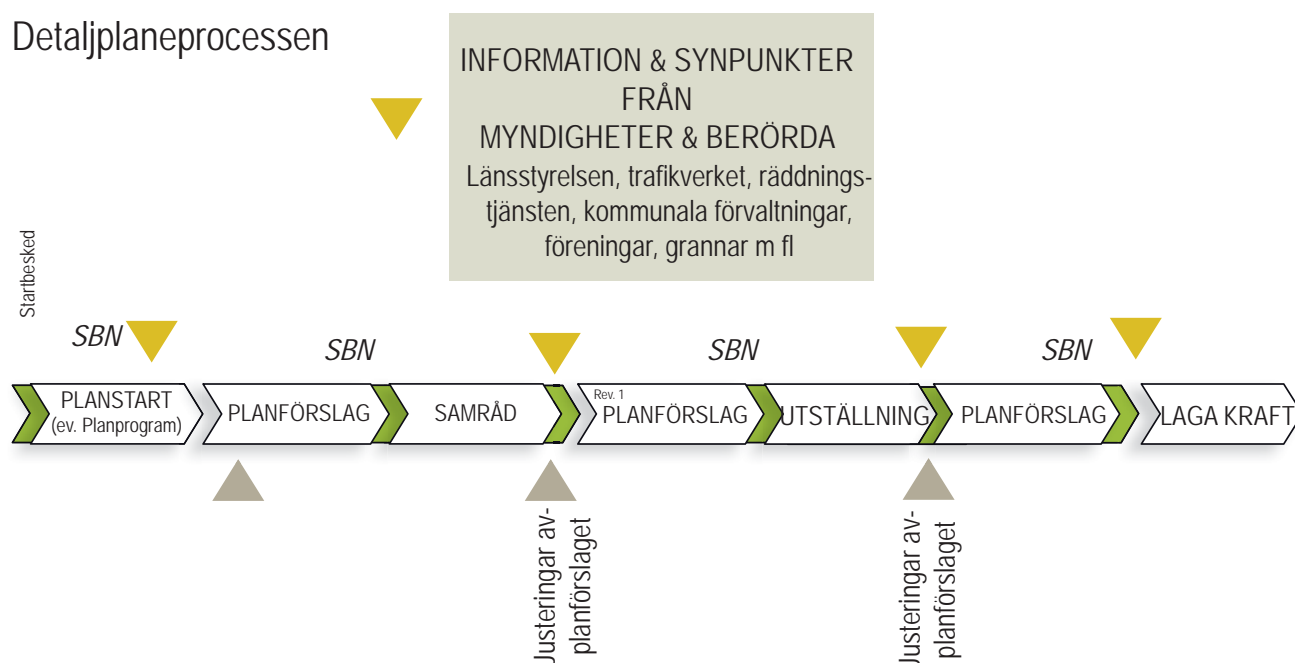 Detaljplaneprocessen
INFORMATION & SYNPUNKTER
FRÅN
MYNDIGHETER & BERÖRDA
Länsstyrelsen, trafikverket, räddnings-
tjänsten, kommunala förvaltningar,
föreningar, grannar m fl
Startbesked
SBN
SBN
SBN
SBN
PLANSTART
(ev. Planprogram)
PLANFÖRSLAG
SAMRÅD
Rev. 1
PLANFÖRSLAG
UTSTÄLLNING
PLANFÖRSLAG
LAGA KRAFT
Justeringar av-
planförslaget
Justeringar av-
planförslaget